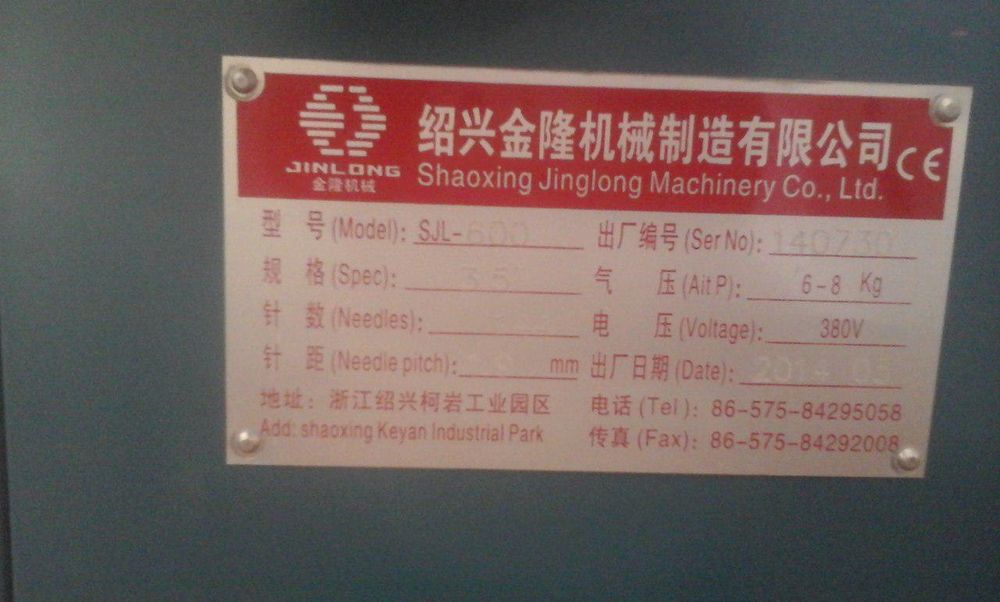 JINLONG
金隆机械
绍兴金隆机械制造有限公司 CE
Shaoxing Jinglong Machinery Co., Ltd.
型 号 (Model): SJL-600 出厂编号 (Ser No): 140730
规 格 (Spec): 气 压 (Ait P): 6-8 Kg
针 数 (Needles): 电 压 (Voltage): 380V
针 距 (Needle pitch): mm 出厂日期 (Date): 2014.05
地址: 浙江绍兴柯岩工业园区 电话 (Tel): 86-575-84295058
Add: shaoxing Keyan Industrial Park 传真 (Fax): 86-575-84292008